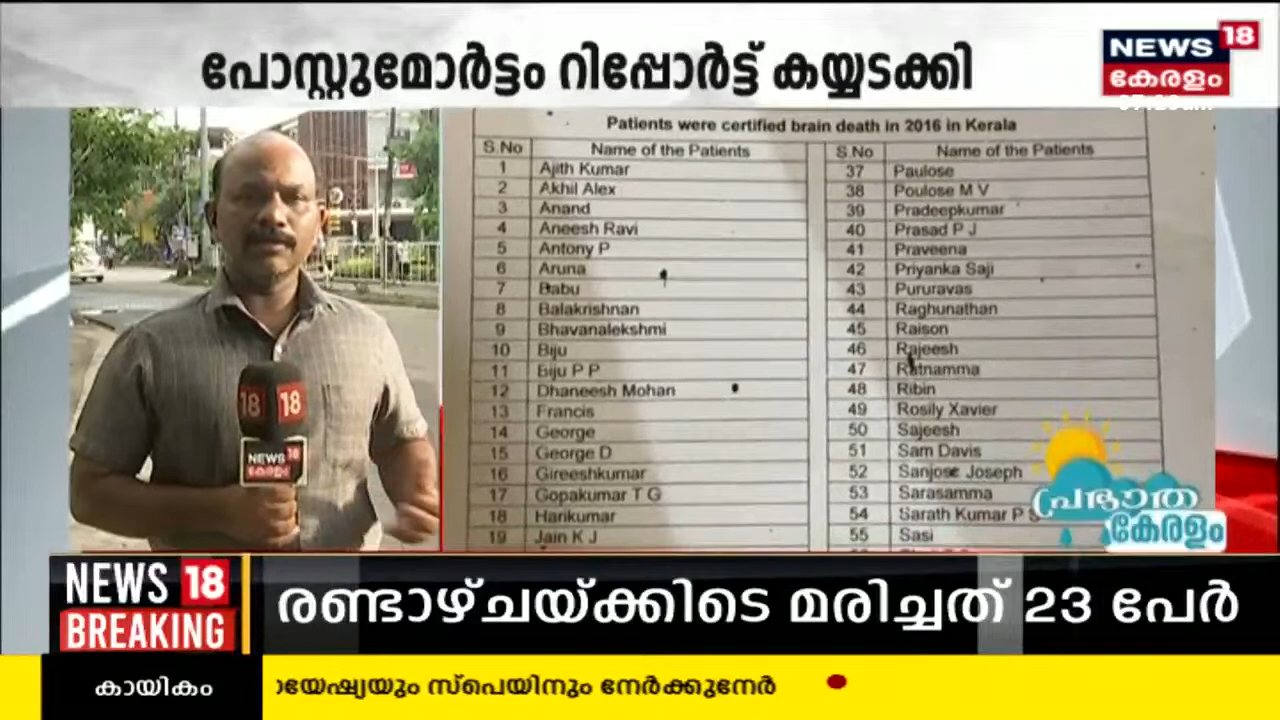 പോസ്റ്റുമോർട്ടം റിപ്പോർട്ട് കയ്യടക്കി
NEWS 18
കേരളം
Patients were certified brain death in 2016 in Kerala
S.No Name of the Patients S.No Name of the Patients
1 Ajith Kumar 37 Paulose
2 Akhil Alex 38 Poulose M V
3 Anand 39 Pradeepkumar
4 Aneesh Ravi 40 Prasad P J
5 Antony P 41 Praveena
6 Aruna 42 Priyanka Saji
7 Babu 43 Pururavas
8 Balakrishnan 44 Raghunathan
9 Bhavanalekshmi 45 Raison
10 Biju 46 Rajeesh
11 Biju P P 47 Ratnamma
12 Dhaneesh Mohan 48 Ribin
13 Francis 49 Rosily Xavier
14 George 50 Sajeesh
15 George D 51 Sam Davis
16 Gireeshkumar 52 Sanjose Joseph
17 Gopakumar T G 53 Sarasamma
18 Harikumar 54 Sarath Kumar P S
19 Jain K J 55 Sasi
18 18
NEWS 18
കേരളം
പ്രഭാത
കേരളം
NEWS 18
BREAKING
രണ്ടാഴ്ചയ്ക്കിടെ മരിച്ചത് 23 പേർ
കായികം
യേഷ്യയും സ്പെയിനും നേർക്കുനേർ